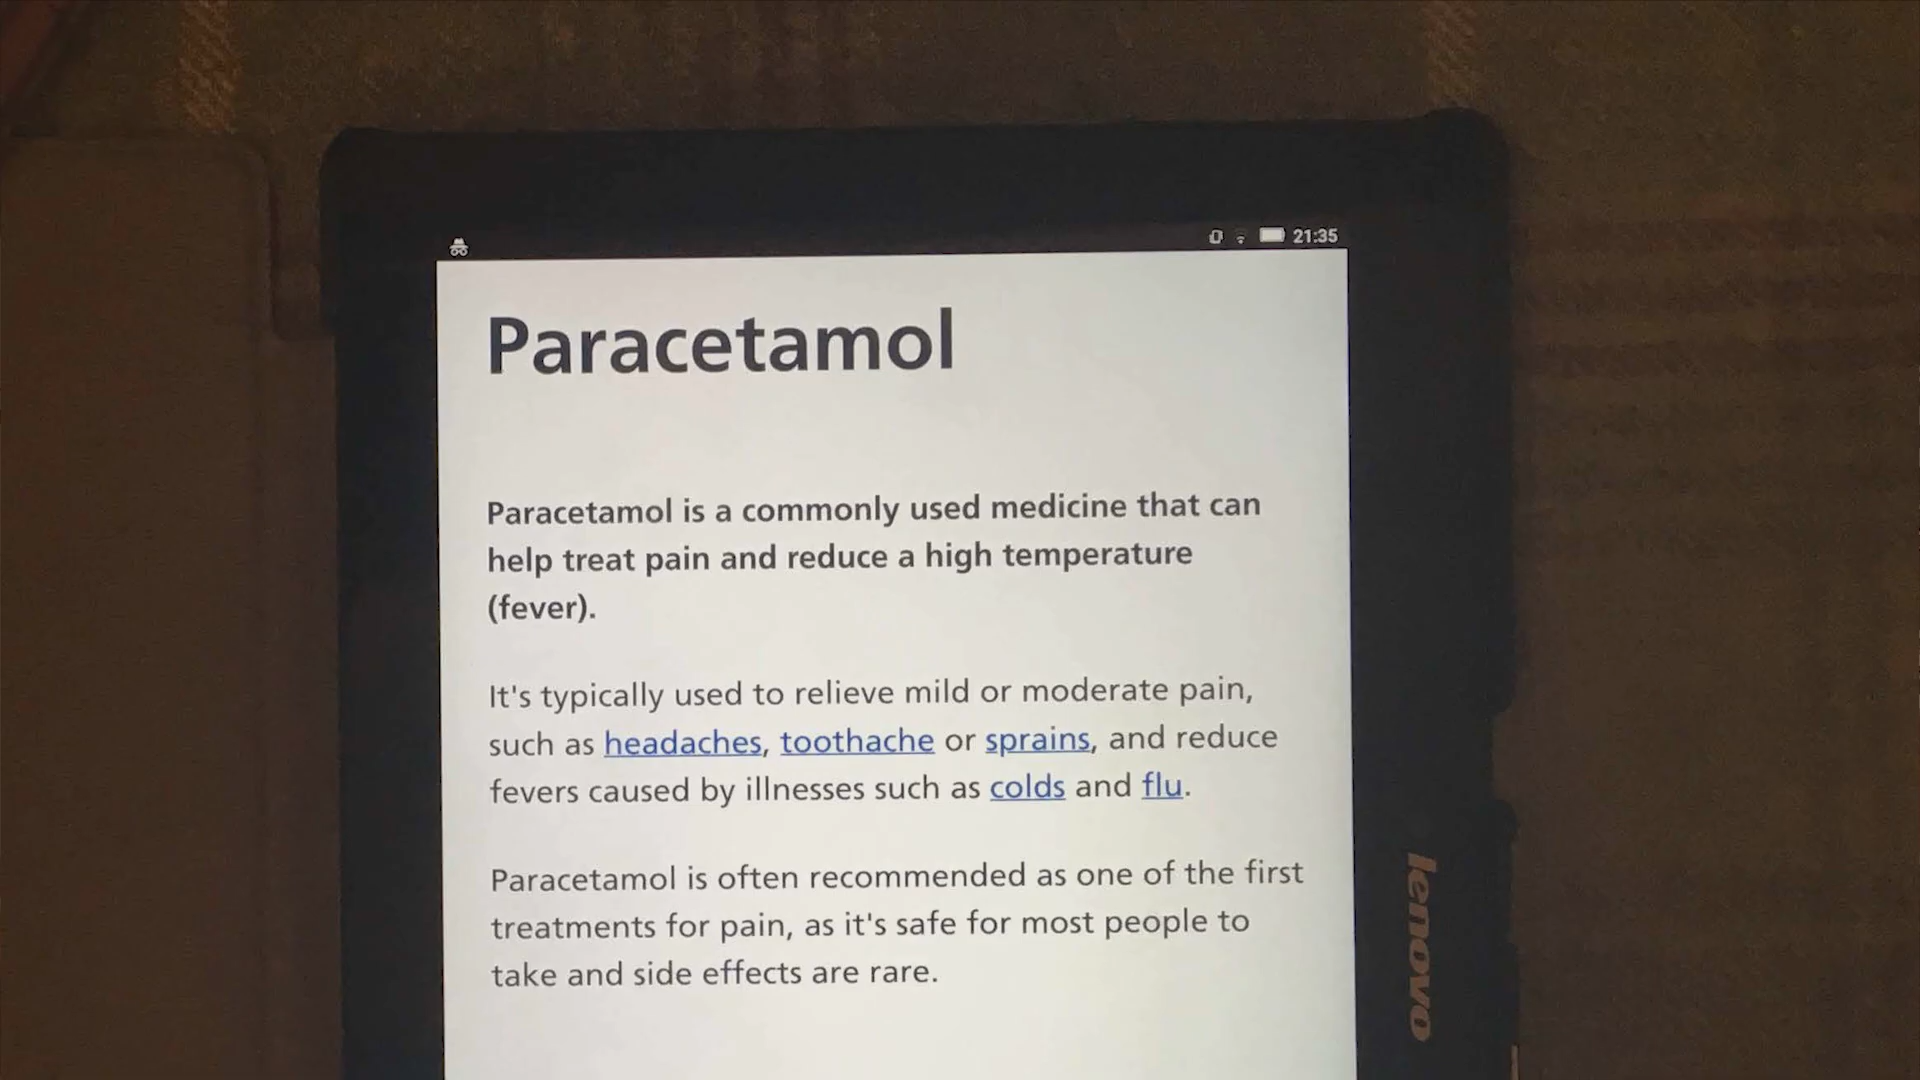 21:35
Paracetamol
Paracetamol is a commonly used medicine that can
help treat pain and reduce a high temperature
(fever).
It's typically used to relieve mild or moderate pain,
such as headaches, toothache or sprains, and reduce
fevers caused by illnesses such as colds and flu.
Paracetamol is often recommended as one of the first
treatments for pain, as it's safe for most people to
take and side effects are rare.
lenovo